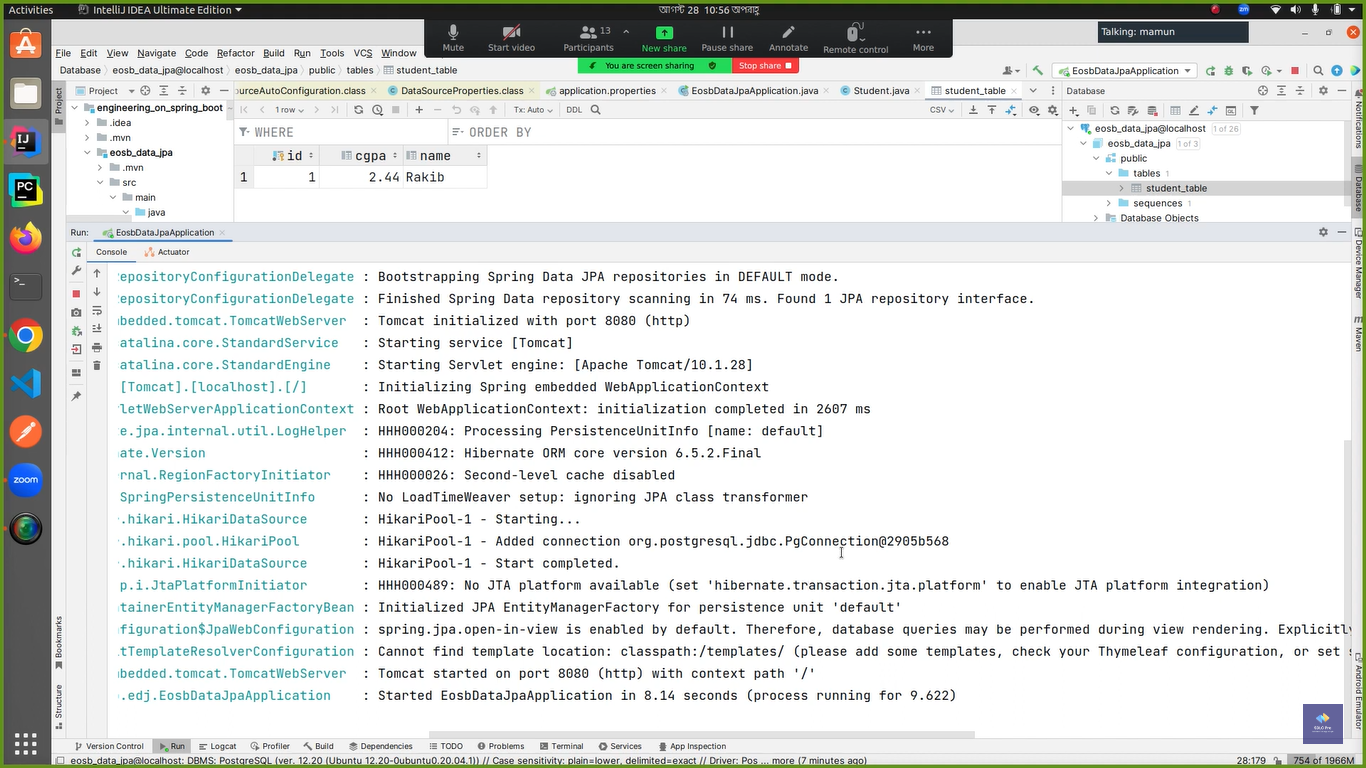 Activities
IntelliJ IDEA Ultimate Edition
আগস্ট 28 10:56 অপরাহ্ণ
Mute
Start video
Participants
13
New share
Pause share
Annotate
Remote control
More
Talking: mamun
You are screen sharing
Stop share
File Edit View Navigate Code Refactor Build Run Tools VCS Window
Database eosb_data_jpa@localhost eosb_data_jpa public tables student_table
EosbDataJpaApplication
Project
urceAutoConfiguration.class
DataSourceProperties.class
application.properties
EosbDataJpaApplication.java
Student.java
student_table
Database
engineering_on_spring_boot
.idea
.mvn
eosb_data_jpa
.mvn
src
main
java
1 row
Tx: Auto
DDL
CSV
WHERE
ORDER BY
id cgpa name
1 1 2.44 Rakib
eosb_data_jpa@localhost 1 of 26
eosb_data_jpa 1 of 3
public
tables 1
student_table
sequences 1
Database Objects
Run: EosbDataJpaApplication
Console
Actuator
repositoryConfigurationDelegate : Bootstrapping Spring Data JPA repositories in DEFAULT mode.
repositoryConfigurationDelegate : Finished Spring Data repository scanning in 74 ms. Found 1 JPA repository interface.
bedded.tomcat.TomcatWebServer : Tomcat initialized with port 8080 (http)
atalina.core.StandardService : Starting service [Tomcat]
atalina.core.StandardEngine : Starting Servlet engine: [Apache Tomcat/10.1.28]
[Tomcat].[localhost].[/] : Initializing Spring embedded WebApplicationContext
letWebServerApplicationContext : Root WebApplicationContext: initialization completed in 2607 ms
e.jpa.internal.util.LogHelper : HHH000204: Processing PersistenceUnitInfo [name: default]
ate.Version : HHH000412: Hibernate ORM core version 6.5.2.Final
rnal.RegionFactoryInitiator : HHH000026: Second-level cache disabled
SpringPersistenceUnitInfo : No LoadTimeWeaver setup: ignoring JPA class transformer
.hikari.HikariDataSource : HikariPool-1 - Starting...
.hikari.pool.HikariPool : HikariPool-1 - Added connection org.postgresql.jdbc.PgConnection@2905b568
.hikari.HikariDataSource : HikariPool-1 - Start completed.
p.i.JtaPlatformInitiator : HHH000489: No JTA platform available (set 'hibernate.transaction.jta.platform' to enable JTA platform integration)
tainerEntityManagerFactoryBean : Initialized JPA EntityManagerFactory for persistence unit 'default'
figuration$JpaWebConfiguration : spring.jpa.open-in-view is enabled by default. Therefore, database queries may be performed during view rendering. Explicitly
tTemplateResolverConfiguration : Cannot find template location: classpath:/templates/ (please add some templates, check your Thymeleaf configuration, or set s
bedded.tomcat.TomcatWebServer : Tomcat started on port 8080 (http) with context path '/'
.edj.EosbDataJpaApplication : Started EosbDataJpaApplication in 8.14 seconds (process running for 9.622)
Project
Bookmarks
Structure
Notifications
Database
Device Manager
Maven
Android Emulator
Version Control Run Logcat Profiler Build Dependencies TODO Problems Terminal Services App Inspection
eosb_data_jpa@localhost: DBMS: PostgreSQL (ver. 12.20 (Ubuntu 12.20-0ubuntu0.20.04.1)) // Case sensitivity: plain=lower, delimited=exact // Driver: Pos ... more (7 minutes ago)
28:179
754 of 1966M
zoom
PC